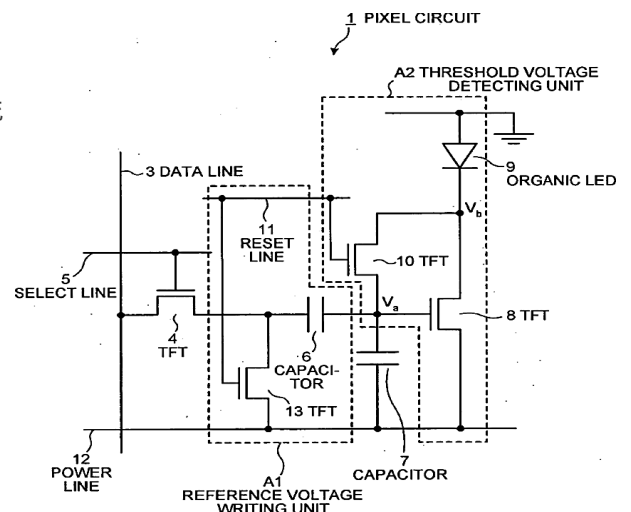 1 PIXEL CIRCUIT
A2 THRESHOLD VOLTAGE
DETECTING UNIT
3 DATA LINE
9
ORGANIC LED
11
RESET
LINE
Vb
10 TFT
5
SELECT LINE
Va
8 TFT
4
TFT
6
CAPACI-
TOR
13 TFT
12
POWER
LINE
A1
REFERENCE VOLTAGE
WRITING UNIT
7
CAPACITOR